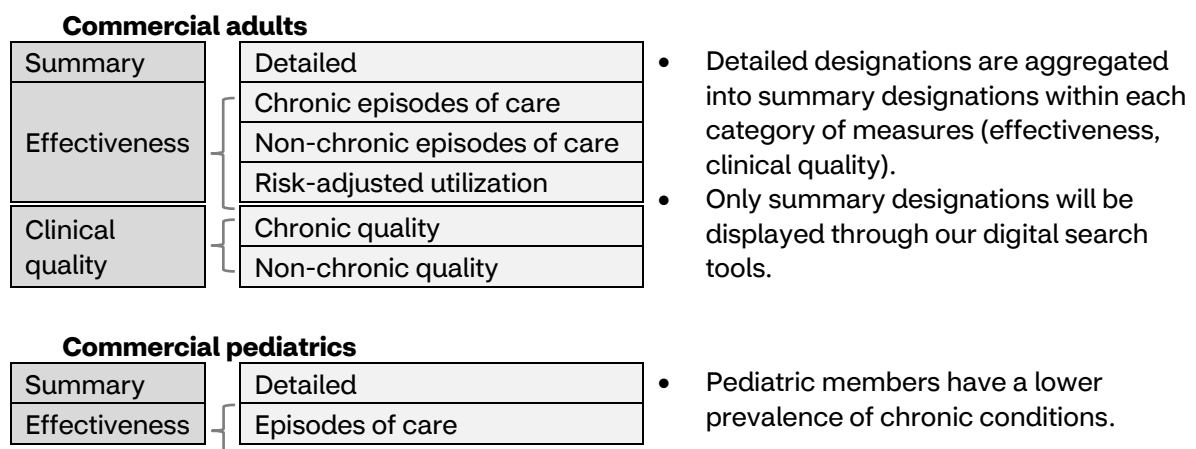 Commercial adults
Summary
Detailed
Effectiveness
Chronic episodes of care
Non-chronic episodes of care
Risk-adjusted utilization
Clinical
quality
Chronic quality
Non-chronic quality
• Detailed designations are aggregated
into summary designations within each
category of measures (effectiveness,
clinical quality).
• Only summary designations will be
displayed through our digital search
tools.
Commercial pediatrics
Summary
Detailed
Effectiveness
Episodes of care
• Pediatric members have a lower
prevalence of chronic conditions.